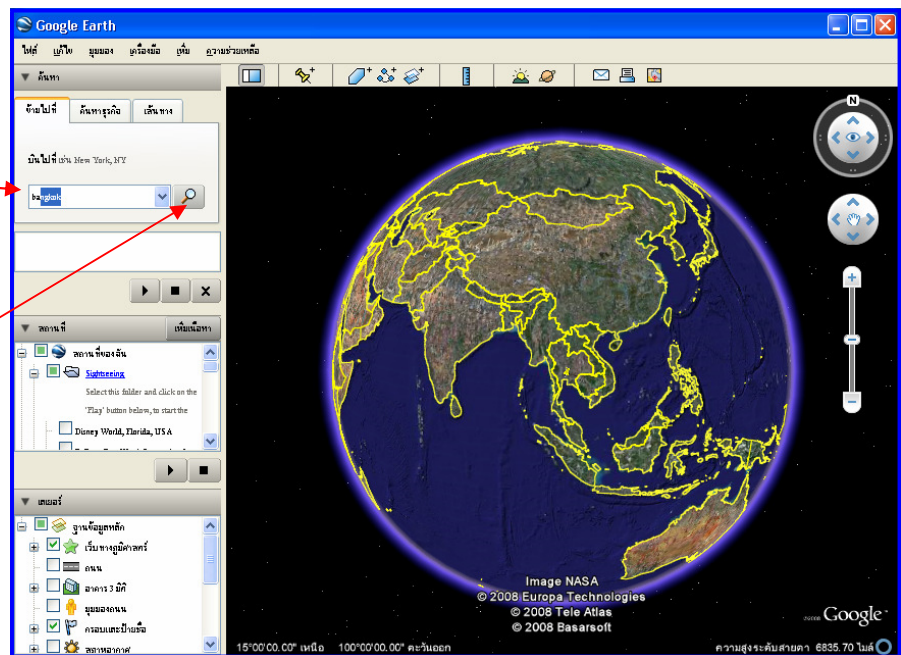 Google Earth
ไฟล์ แก้ไข มุมมอง เครื่องมือ เพิ่ม ความช่วยเหลือ
ค้นหา
ข้ามไปที่ ค้นหาธุรกิจ เส้นทาง
บินไปที่ เช่น New York, NY
bangkok
สถานที่ เพิ่มเนื้อหา
สถานที่ของฉัน
Sightseeing
Select this folder and click on the
'Play' button below, to start the
Disney World, Florida, USA
เลเยอร์
ฐานข้อมูลหลัก
เว็บทางภูมิศาสตร์
ถนน
อาคาร 3 มิติ
มุมมองถนน
กรอบและป้ายชื่อ
สภาพอากาศ
N
Image NASA
© 2008 Europa Technologies
© 2008 Tele Atlas
© 2008 Basarsoft
©2008 Google
15°00'00.00" เหนือ 100°00'00.00" ตะวันออก ความสูงระดับสายตา 6835.70 ไมล์